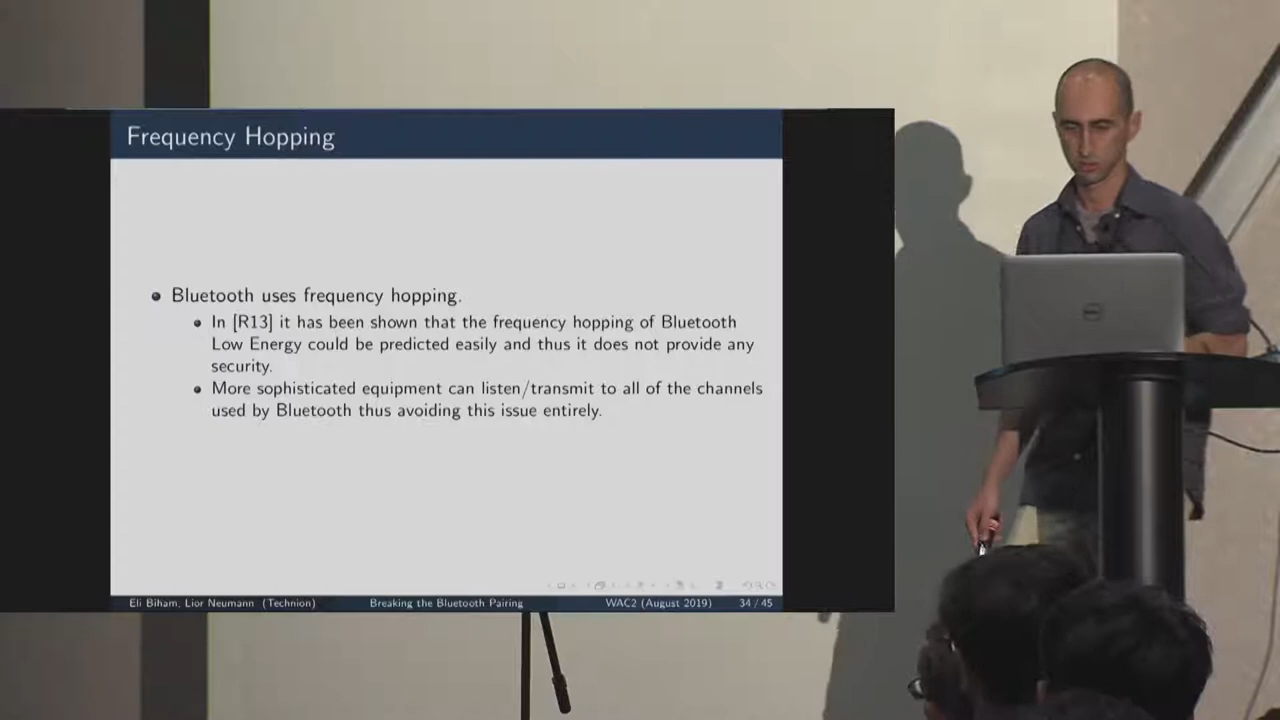 Frequency Hopping
Bluetooth uses frequency hopping.
In [R13] it has been shown that the frequency hopping of Bluetooth
Low Energy could be predicted easily and thus it does not provide any
security.
More sophisticated equipment can listen/transmit to all of the channels
used by Bluetooth thus avoiding this issue entirely.
Eli Biham, Lior Neumann (Technion) Breaking the Bluetooth Pairing WAC2 (August 2019) 34 / 45
DELL